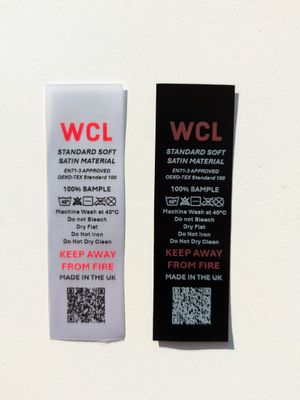 WCL
STANDARD SOFT
SATIN MATERIAL
EN71-3 APPROVED
OEKO-TEX Standard 100
100% SAMPLE
Machine Wash at 40°C
Do not Bleach
Dry Flat
Do Not Iron
Do Not Dry Clean
KEEP AWAY
FROM FIRE
MADE IN THE UK
WCL
STANDARD SOFT
SATIN MATERIAL
EN71-3 APPROVED
OEKO-TEX Standard 100
100% SAMPLE
Machine Wash at 40°C
Do not Bleach
Dry Flat
Do Not Iron
Do Not Dry Clean
KEEP AWAY
FROM FIRE
MADE IN THE UK